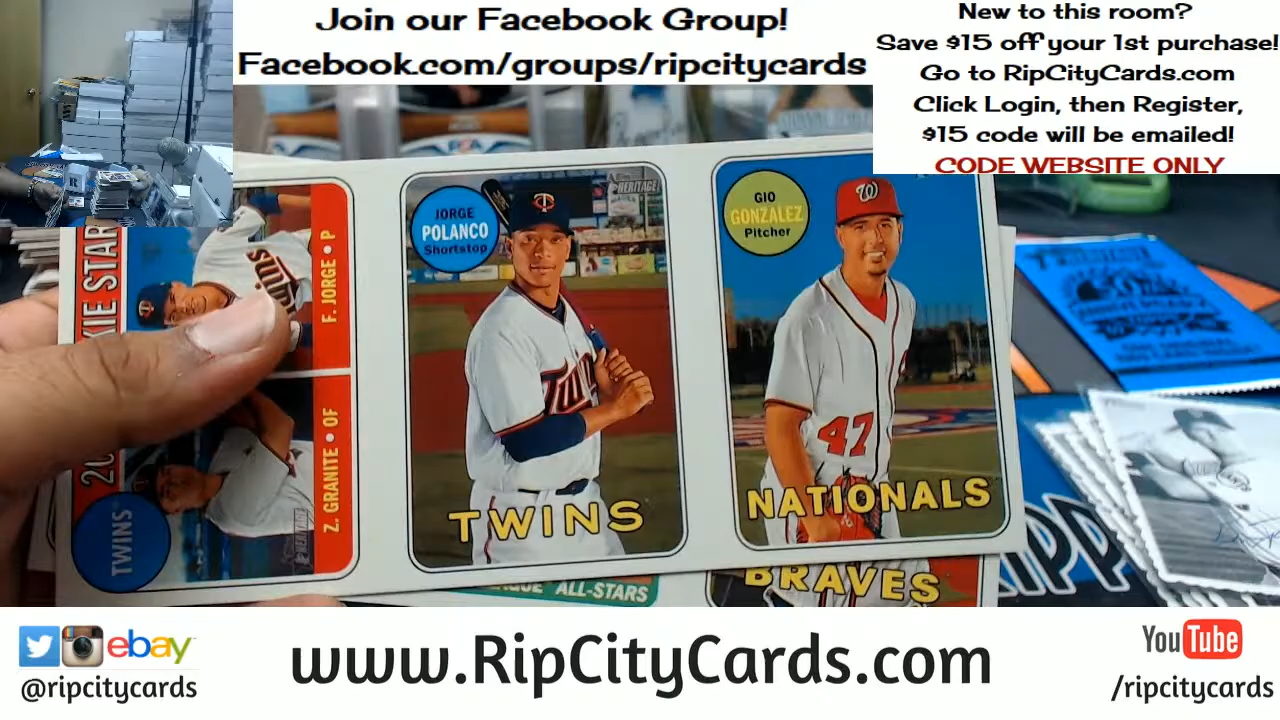 Join our Facebook Group!
Facebook.com/groups/ripcitycards
New to this room?
Save $15 off your 1st purchase!
Go to RipCityCards.com
Click Login, then Register,
$15 code will be emailed!
CODE WEBSITE ONLY
F. JORGE • P
Z. GRANITE • OF
TWINS
JORGE
POLANCO
Shortstop
HERITAGE
TWINS
GIO
GONZALEZ
Pitcher
W
47
NATIONALS
ALL-STARS
BRAVES
HERITAGE
ebay
@ripcitycards
www.RipCityCards.com
YouTube
/ripcitycards